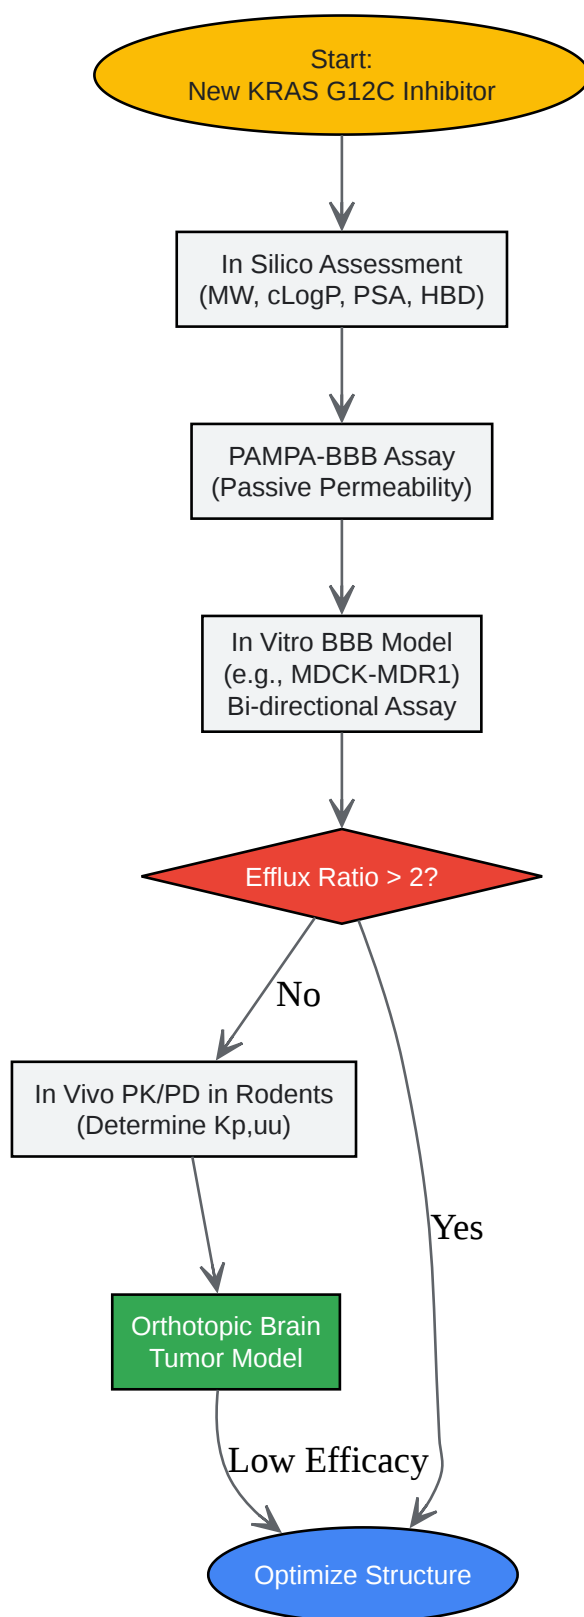 Start:
New KRAS G12C Inhibitor
In Silico Assessment
(MW, cLogP, PSA, HBD)
PAMPA-BBB Assay
(Passive Permeability)
In Vitro BBB Model
(e.g., MDCK-MDR1)
Bi-directional Assay
Efflux Ratio > 2?
No
In Vivo PK/PD in Rodents
(Determine Kp,uu)
Yes
Orthotopic Brain
Tumor Model
Low Efficacy
Optimize Structure